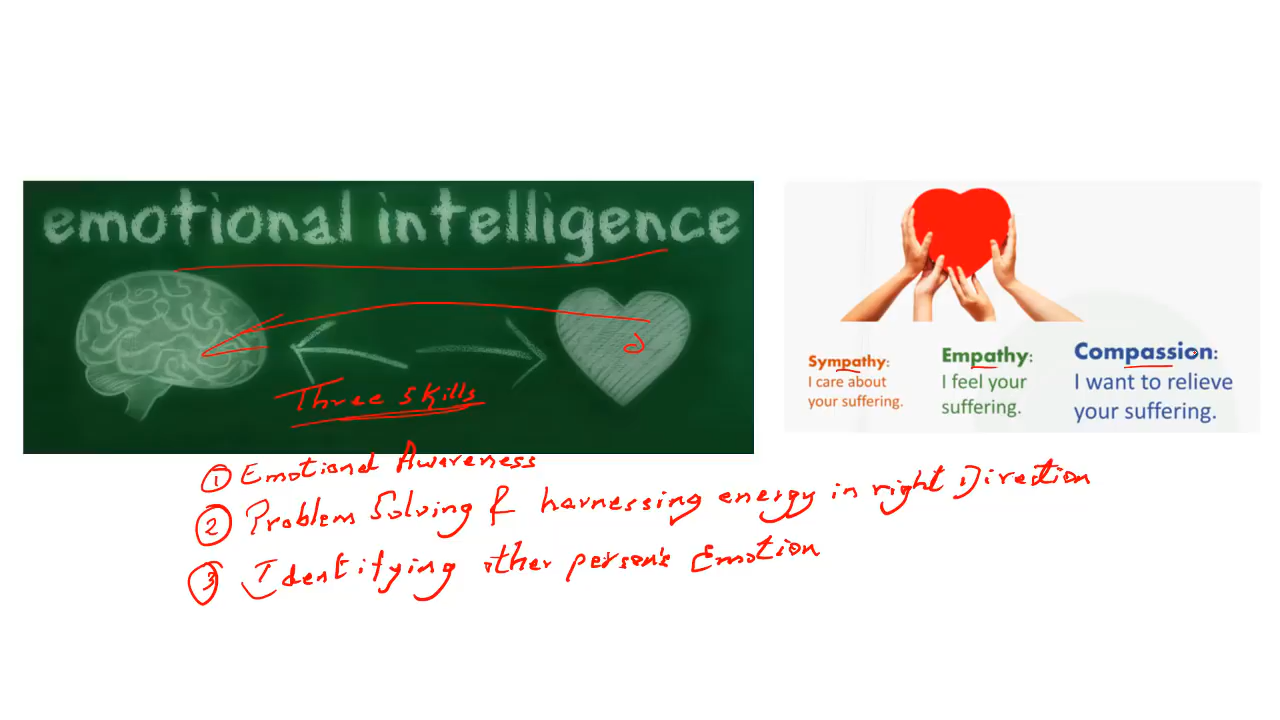 emotional intelligence
Three Skills
① Emotional Awareness
② Problem Solving & harnessing energy in right Direction
③ Identifying other person's Emotion
Sympathy:
I care about
your suffering.
Empathy:
I feel your
suffering.
Compassion:
I want to relieve
your suffering.